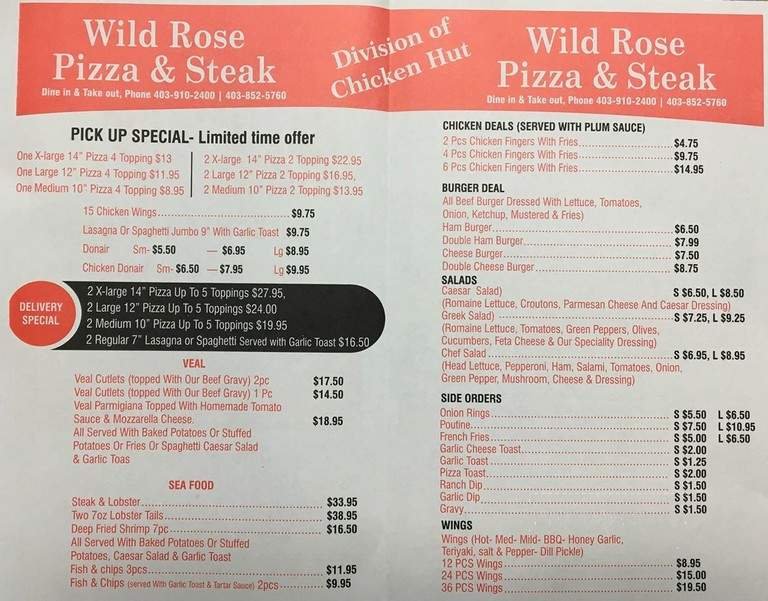 Wild Rose
Pizza & Steak
Dine in & Take out, Phone 403-910-2400 | 403-852-5760
Division of
Chicken Hut
Wild Rose
Pizza & Steak
Dine in & Take out, Phone 403-910-2400 | 403-852-5760
PICK UP SPECIAL- Limited time offer
One X-large 14" Pizza 4 Topping $13
One Large 12" Pizza 4 Topping $11.95
One Medium 10" Pizza 4 Topping $8.95
2 X-large 14" Pizza 2 Topping $22.95
2 Large 12" Pizza 2 Topping $16.95,
2 Medium 10" Pizza 2 Topping $13.95
15 Chicken Wings $9.75
Lasagna Or Spaghetti Jumbo 9" With Garlic Toast $9.75
Donair Sm- $5.50 — $6.95 Lg $8.95
Chicken Donair Sm- $6.50 — $7.95 Lg $9.95
DELIVERY
SPECIAL
2 X-large 14" Pizza Up To 5 Toppings $27.95,
2 Large 12" Pizza Up To 5 Toppings $24.00
2 Medium 10" Pizza Up To 5 Toppings $19.95
2 Regular 7" Lasagna or Spaghetti Served with Garlic Toast $16.50
VEAL
Veal Cutlets (topped With Our Beef Gravy) 2pc $17.50
Veal Cutlets (topped With Our Beef Gravy) 1 Pc $14.50
Veal Parmigiana Topped With Homemade Tomato
Sauce & Mozzarella Cheese. $18.95
All Served With Baked Potatoes Or Stuffed
Potatoes Or Fries Or Spaghetti Caesar Salad
& Garlic Toas
SEA FOOD
Steak & Lobster $33.95
Two 7oz Lobster Tails $38.95
Deep Fried Shrimp 7pc $16.50
All Served With Baked Potatoes Or Stuffed
Potatoes, Caesar Salad & Garlic Toast
Fish & chips 3pcs $11.95
Fish & Chips (served With Garlic Toast & Tartar Sauce) 2pcs $9.95
CHICKEN DEALS (SERVED WITH PLUM SAUCE)
2 Pcs Chicken Fingers With Fries $4.75
4 Pcs Chicken Fingers With Fries $9.75
6 Pcs Chicken Fingers With Fries $14.95
BURGER DEAL
All Beef Burger Dressed With Lettuce, Tomatoes,
Onion, Ketchup, Mustered & Fries)
Ham Burger $6.50
Double Ham Burger $7.99
Cheese Burger $7.50
Double Cheese Burger $8.75
SALADS
Caesar Salad) S $6.50, L $8.50
(Romaine Lettuce, Croutons, Parmesan Cheese And Caesar Dressing)
Greek Salad) S $7.25, L $9.25
(Romaine Lettuce, Tomatoes, Green Peppers, Olives,
Cucumbers, Feta Cheese & Our Speciality Dressing)
Chef Salad S $6.95, L $8.95
(Head Lettuce, Pepperoni, Ham, Salami, Tomatoes, Onion,
Green Pepper, Mushroom, Cheese & Dressing)
SIDE ORDERS
Onion Rings S $5.50 L $6.50
Poutine S $7.50 L $10.95
French Fries S $5.00 L $6.50
Garlic Cheese Toast S $2.00
Garlic Toast S $1.25
Pizza Toast S $2.00
Ranch Dip S $1.50
Garlic Dip S $1.50
Gravy S $1.50
WINGS
Wings (Hot- Med- Mild- BBQ- Honey Garlic,
Teriyaki, salt & Pepper- Dill Pickle)
12 PCS Wings $8.95
24 PCS Wings $15.00
36 PCS Wings $19.50